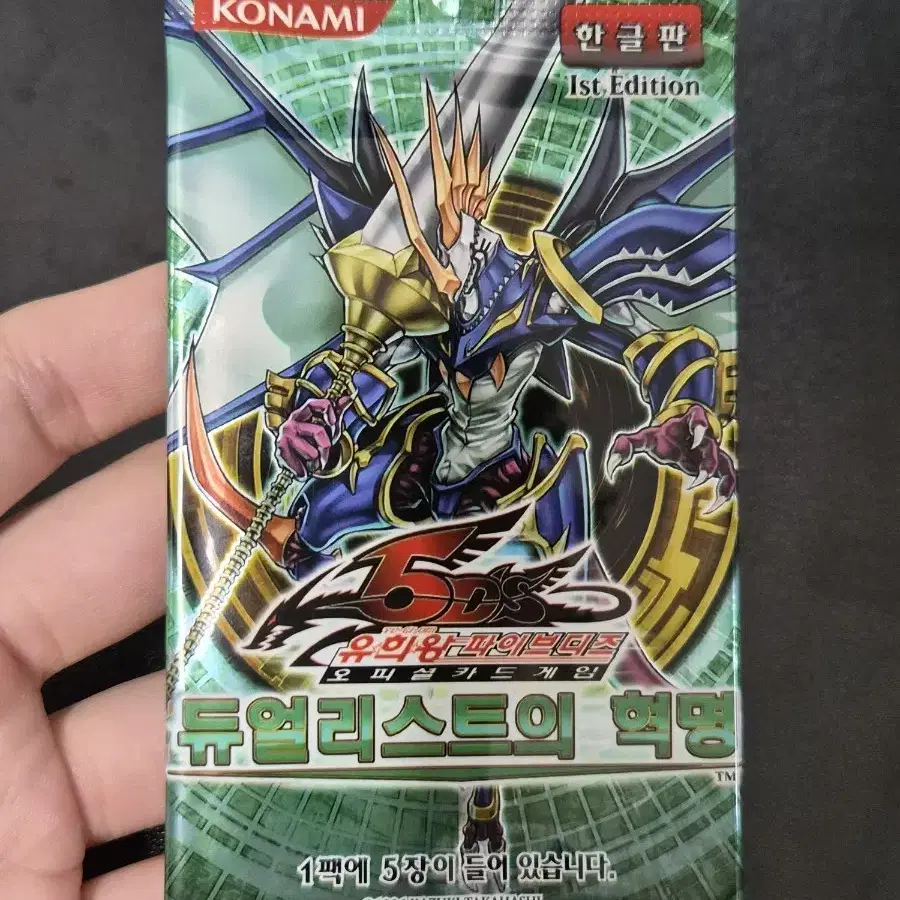 KONAMI
한글판
1st Edition
5D's
유희왕 파이브디즈
오피셜카드게임
듀얼리스트의 혁명
TM
1팩에 5장이 들어 있습니다.